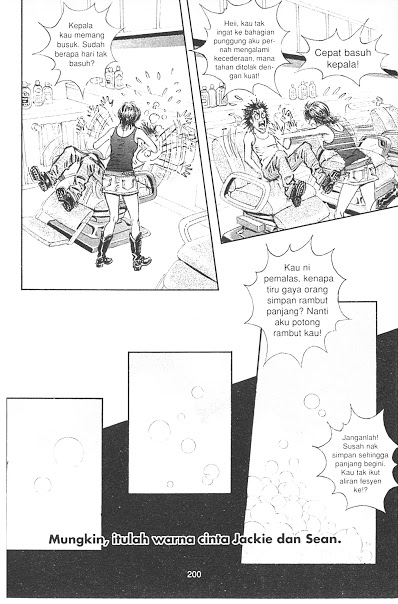 Kepala
kau memang
busuk. Sudah
berapa hari tak
basuh?
Heii, kau tak
ingat ke bahagian
punggung aku per-
nah mengalami
kecederaan, mana
tahan ditolak den-
gan kuat!
Cepat basuh
kepala!
Kau ni
pemalas, kenapa
tiru gaya orang
simpan rambut
panjang? Nanti
aku potong
rambut kau!
Janganlah!
Susah nak
simpan sehingga
panjang begini.
Kau tak ikut
aliran fesyen
ke!?
Mungkin, itulah warna cinta Jackie dan Sean.
200